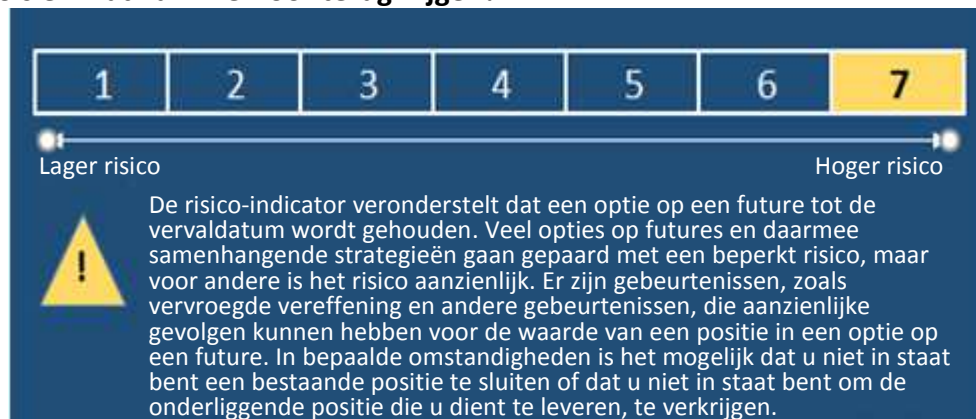 1 2 3 4 5 6 7
Lager risico Hoger risico
!
De risico-indicator veronderstelt dat een optie op een future tot de
vervaldatum wordt gehouden. Veel opties op futures en daarmee
samenhangende strategieën gaan gepaard met een beperkt risico, maar
voor andere is het risico aanzienlijk. Er zijn gebeurtenissen, zoals
vervroegde vereffening en andere gebeurtenissen, die aanzienlijke
gevolgen kunnen hebben voor de waarde van een positie in een optie op
een future. In bepaalde omstandigheden is het mogelijk dat u niet in staat
bent een bestaande positie te sluiten of dat u niet in staat bent om de
onderliggende positie die u dient te leveren, te verkrijgen.